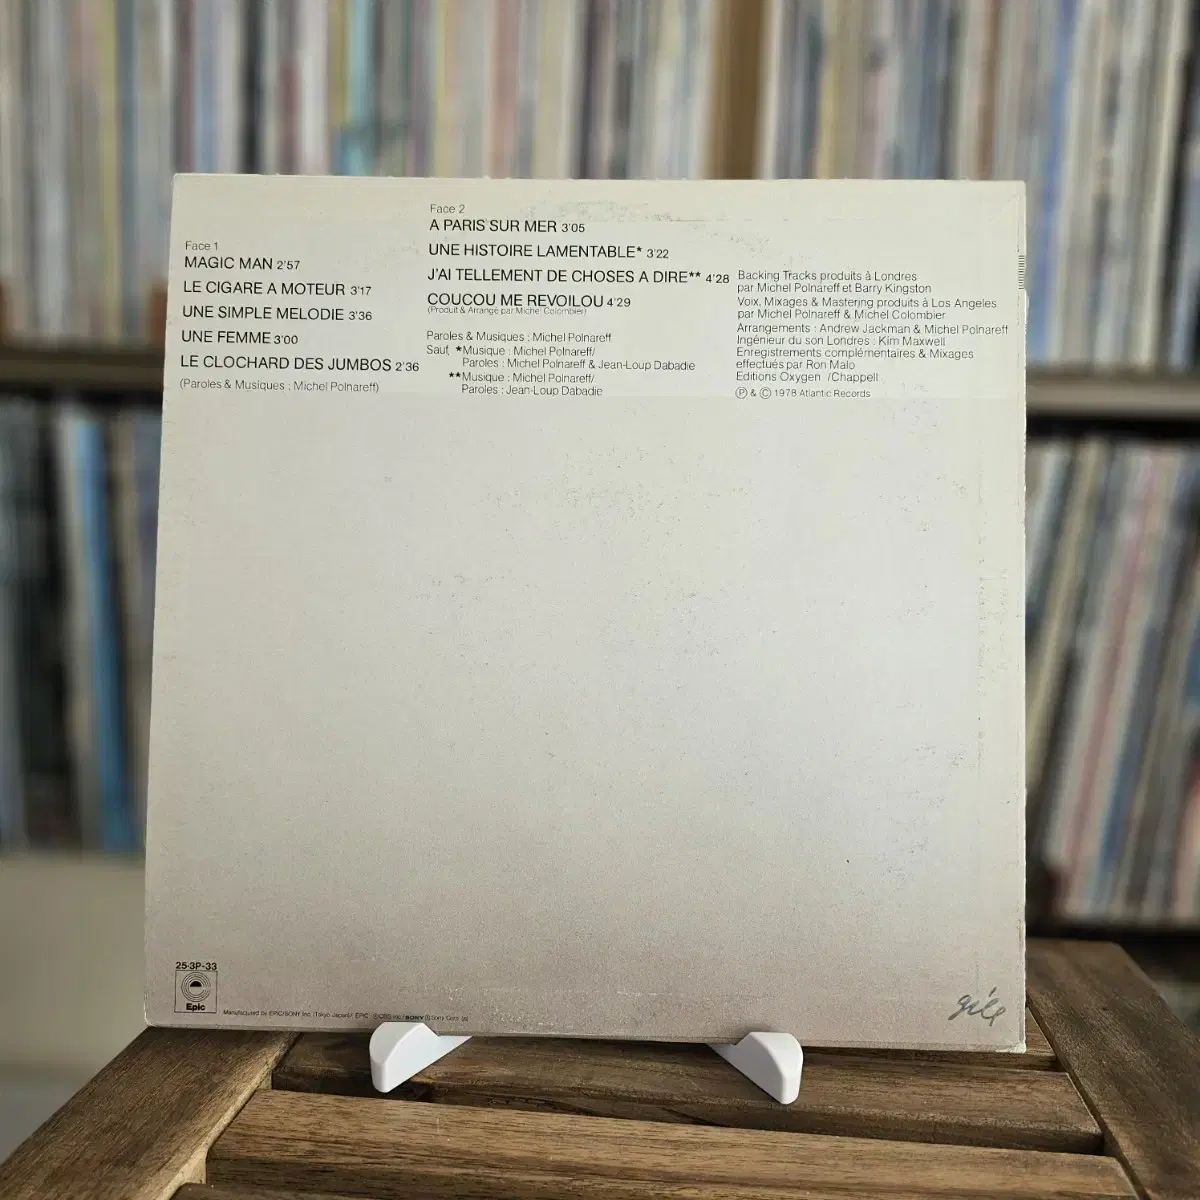 Face 1
MAGIC MAN 2'57
LE CIGARE A MOTEUR 3'17
UNE SIMPLE MELODIE 3'36
UNE FEMME 3'00
LE CLOCHARD DES JUMBOS 2'36
(Paroles & Musiques : Michel Polnareff)
Face 2
A PARIS SUR MER 3'05
UNE HISTOIRE LAMENTABLE* 3'22
J'AI TELLEMENT DE CHOSES A DIRE** 4'28
COUCOU ME REVOILOU 4'29
(Produit & Arrangé par Michel Colombier)
Paroles & Musiques : Michel Polnareff
Sauf, *Musique : Michel Polnareff/
Paroles : Michel Polnareff & Jean-Loup Dabadie
**Musique : Michel Polnareff/
Paroles : Jean-Loup Dabadie
Backing Tracks produits à Londres
par Michel Polnareff et Barry Kingston
Voix, Mixages & Mastering produits à Los Angeles
par Michel Polnareff & Michel Colombier
Arrangements : Andrew Jackman & Michel Polnareff
Ingénieur du son Londres : Kim Maxwell
Enregistrements complémentaires & Mixages
effectués par Ron Malo
Editions Oxygen /Chappell
Ⓟ & © 1978 Atlantic Records
25·3P-33
Epic
Manufactured by EPIC/SONY Inc. (Tokyo Japan)/ EPIC